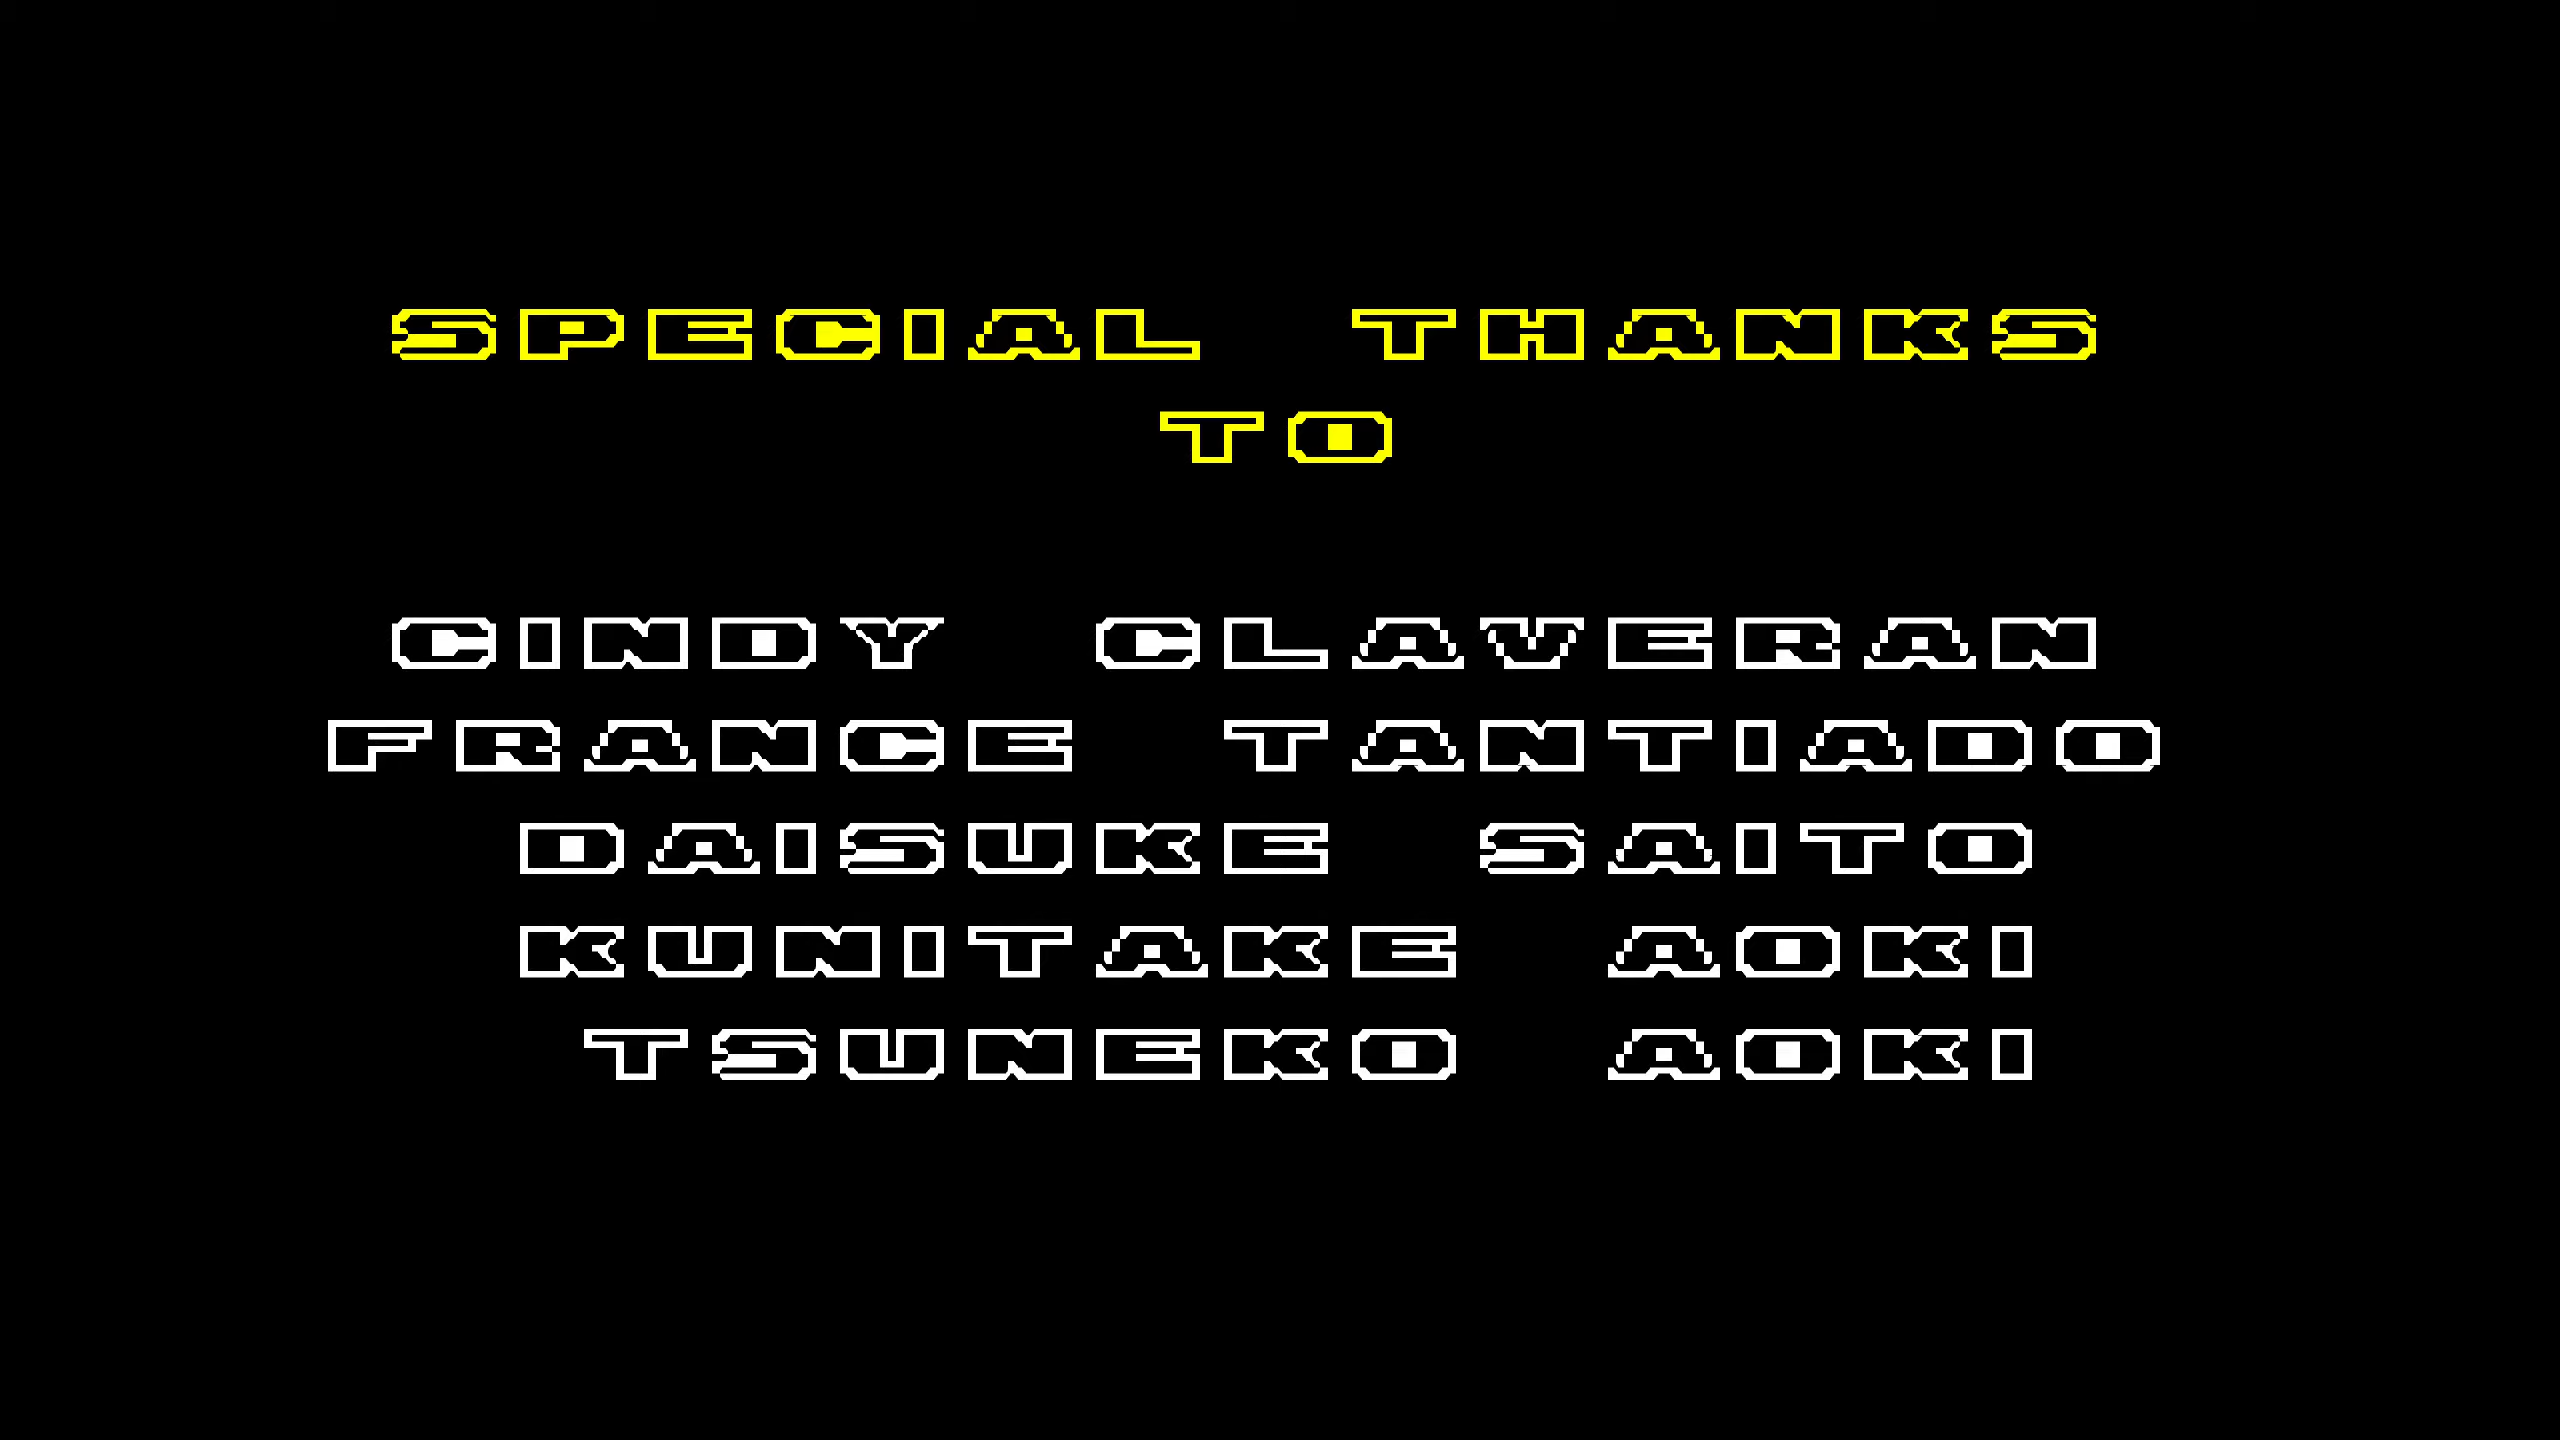 SPECIAL THANKS
TO
CINDY CLAVERAN
FRANCE TANTIADO
DAISUKE SAITO
KUNITAKE AOKI
TSUNEKO AOKI